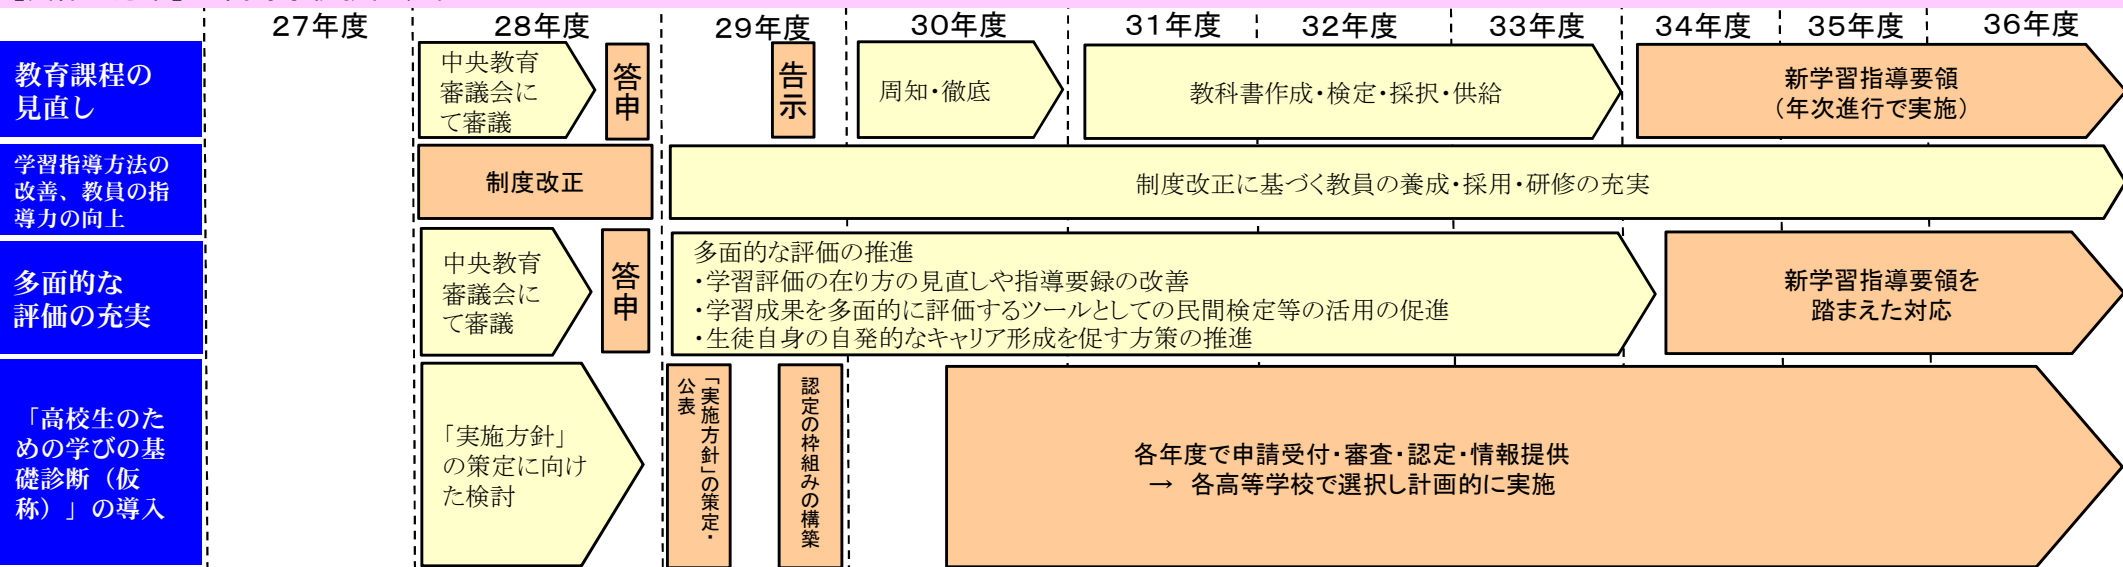 27年度
28年度
29年度
30年度
31年度
32年度
33年度
34年度
35年度
36年度
教育課程の
見直し
中央教育
審議会に
て審議
答申
告示
周知・徹底
教科書作成・検定・採択・供給
新学習指導要領
（年次進行で実施）
学習指導方法の
改善、教員の指
導力の向上
制度改正
制度改正に基づく教員の養成・採用・研修の充実
多面的な
評価の充実
中央教育
審議会に
て審議
答申
多面的な評価の推進
・学習評価の在り方の見直しや指導要録の改善
・学習成果を多面的に評価するツールとしての民間検定等の活用の促進
・生徒自身の自発的なキャリア形成を促す方策の推進
新学習指導要領を
踏まえた対応
「高校生のた
めの学びの基
礎診断（仮
称）」の導入
「実施方針」
の策定に向け
た検討
「実施方針」の策定・
公表
認定の枠組みの構築
各年度で申請受付・審査・認定・情報提供
→ 各高等学校で選択し計画的に実施